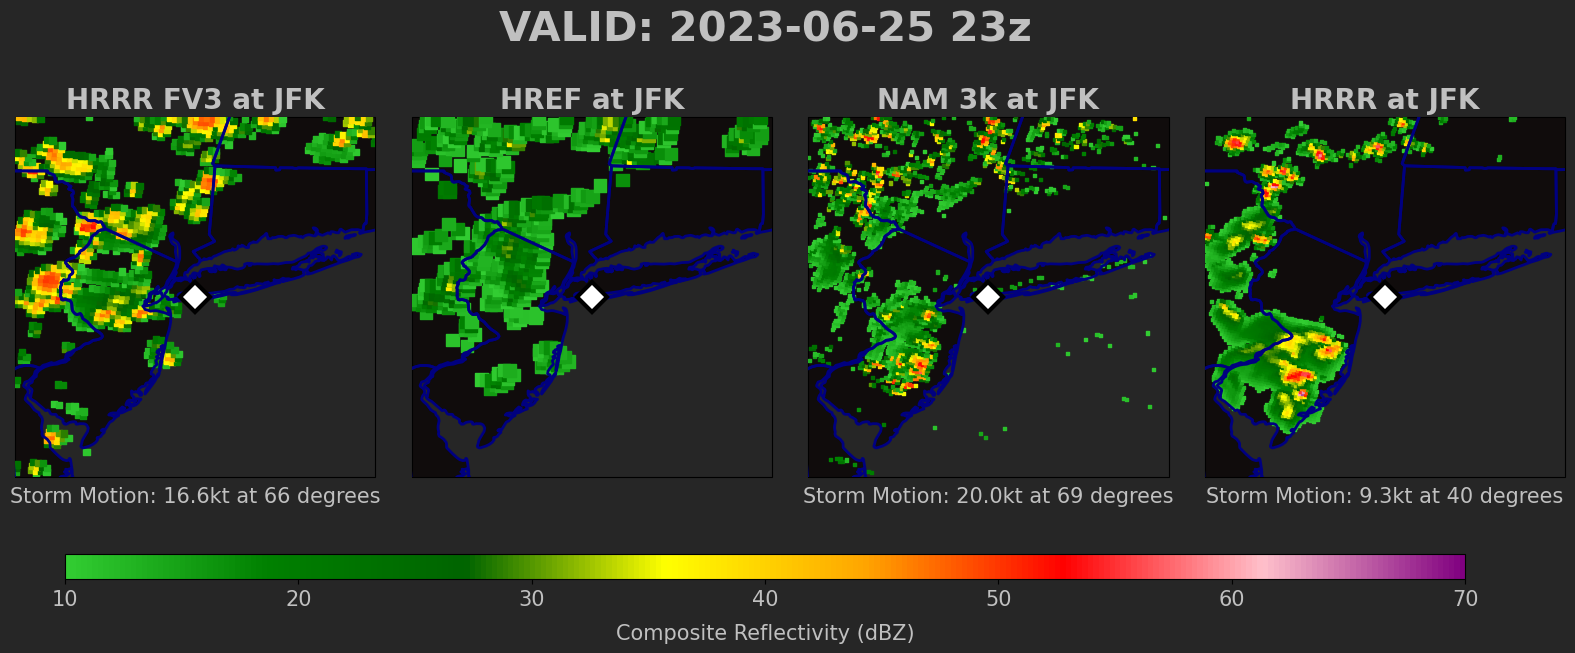 VALID: 2023-06-25 23z
HRRR FV3 at JFK
HREF at JFK
NAM 3k at JFK
HRRR at JFK
Storm Motion: 16.6kt at 66 degrees
Storm Motion: 20.0kt at 69 degrees
Storm Motion: 9.3kt at 40 degrees
10 20 30 40 50 60 70
Composite Reflectivity (dBZ)